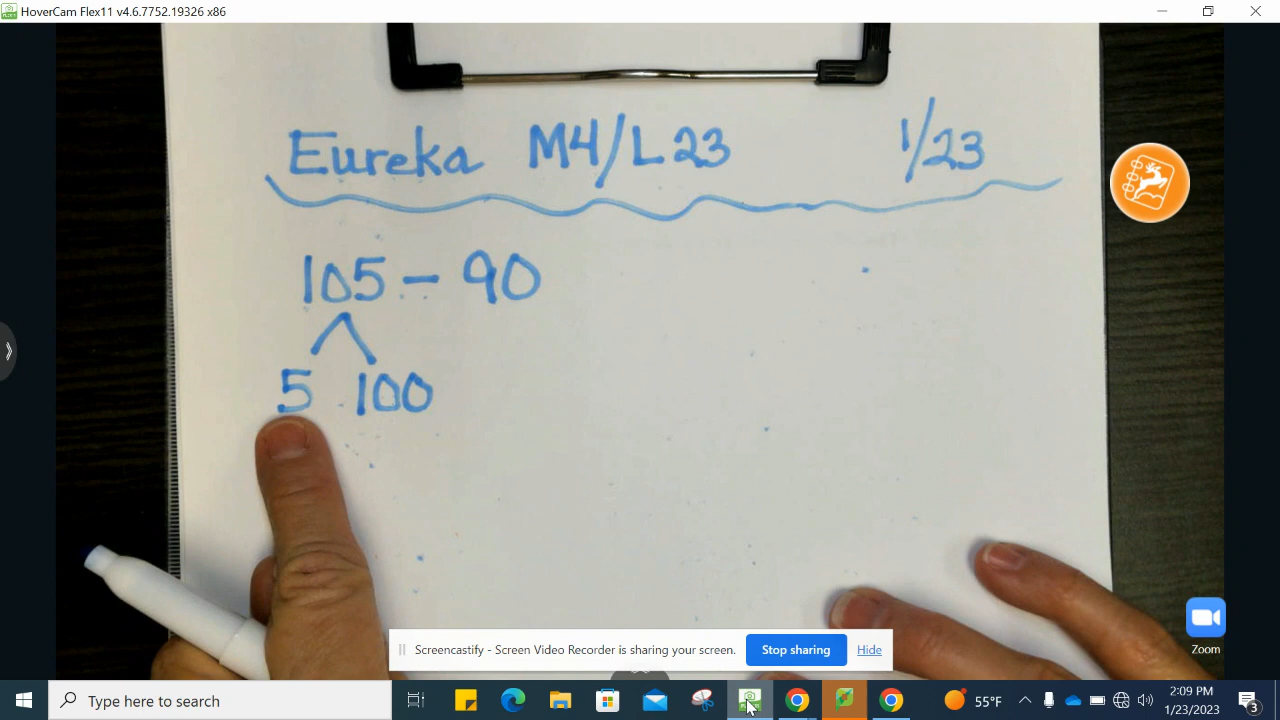 HoverCam Flex11 v4.6.7752.19326 x86
Eureka M4/L23 1/23
105 - 90
5 100
Screencastify - Screen Video Recorder is sharing your screen. Stop sharing Hide
Zoom
Type here to search
55°F
2:09 PM
1/23/2023
3